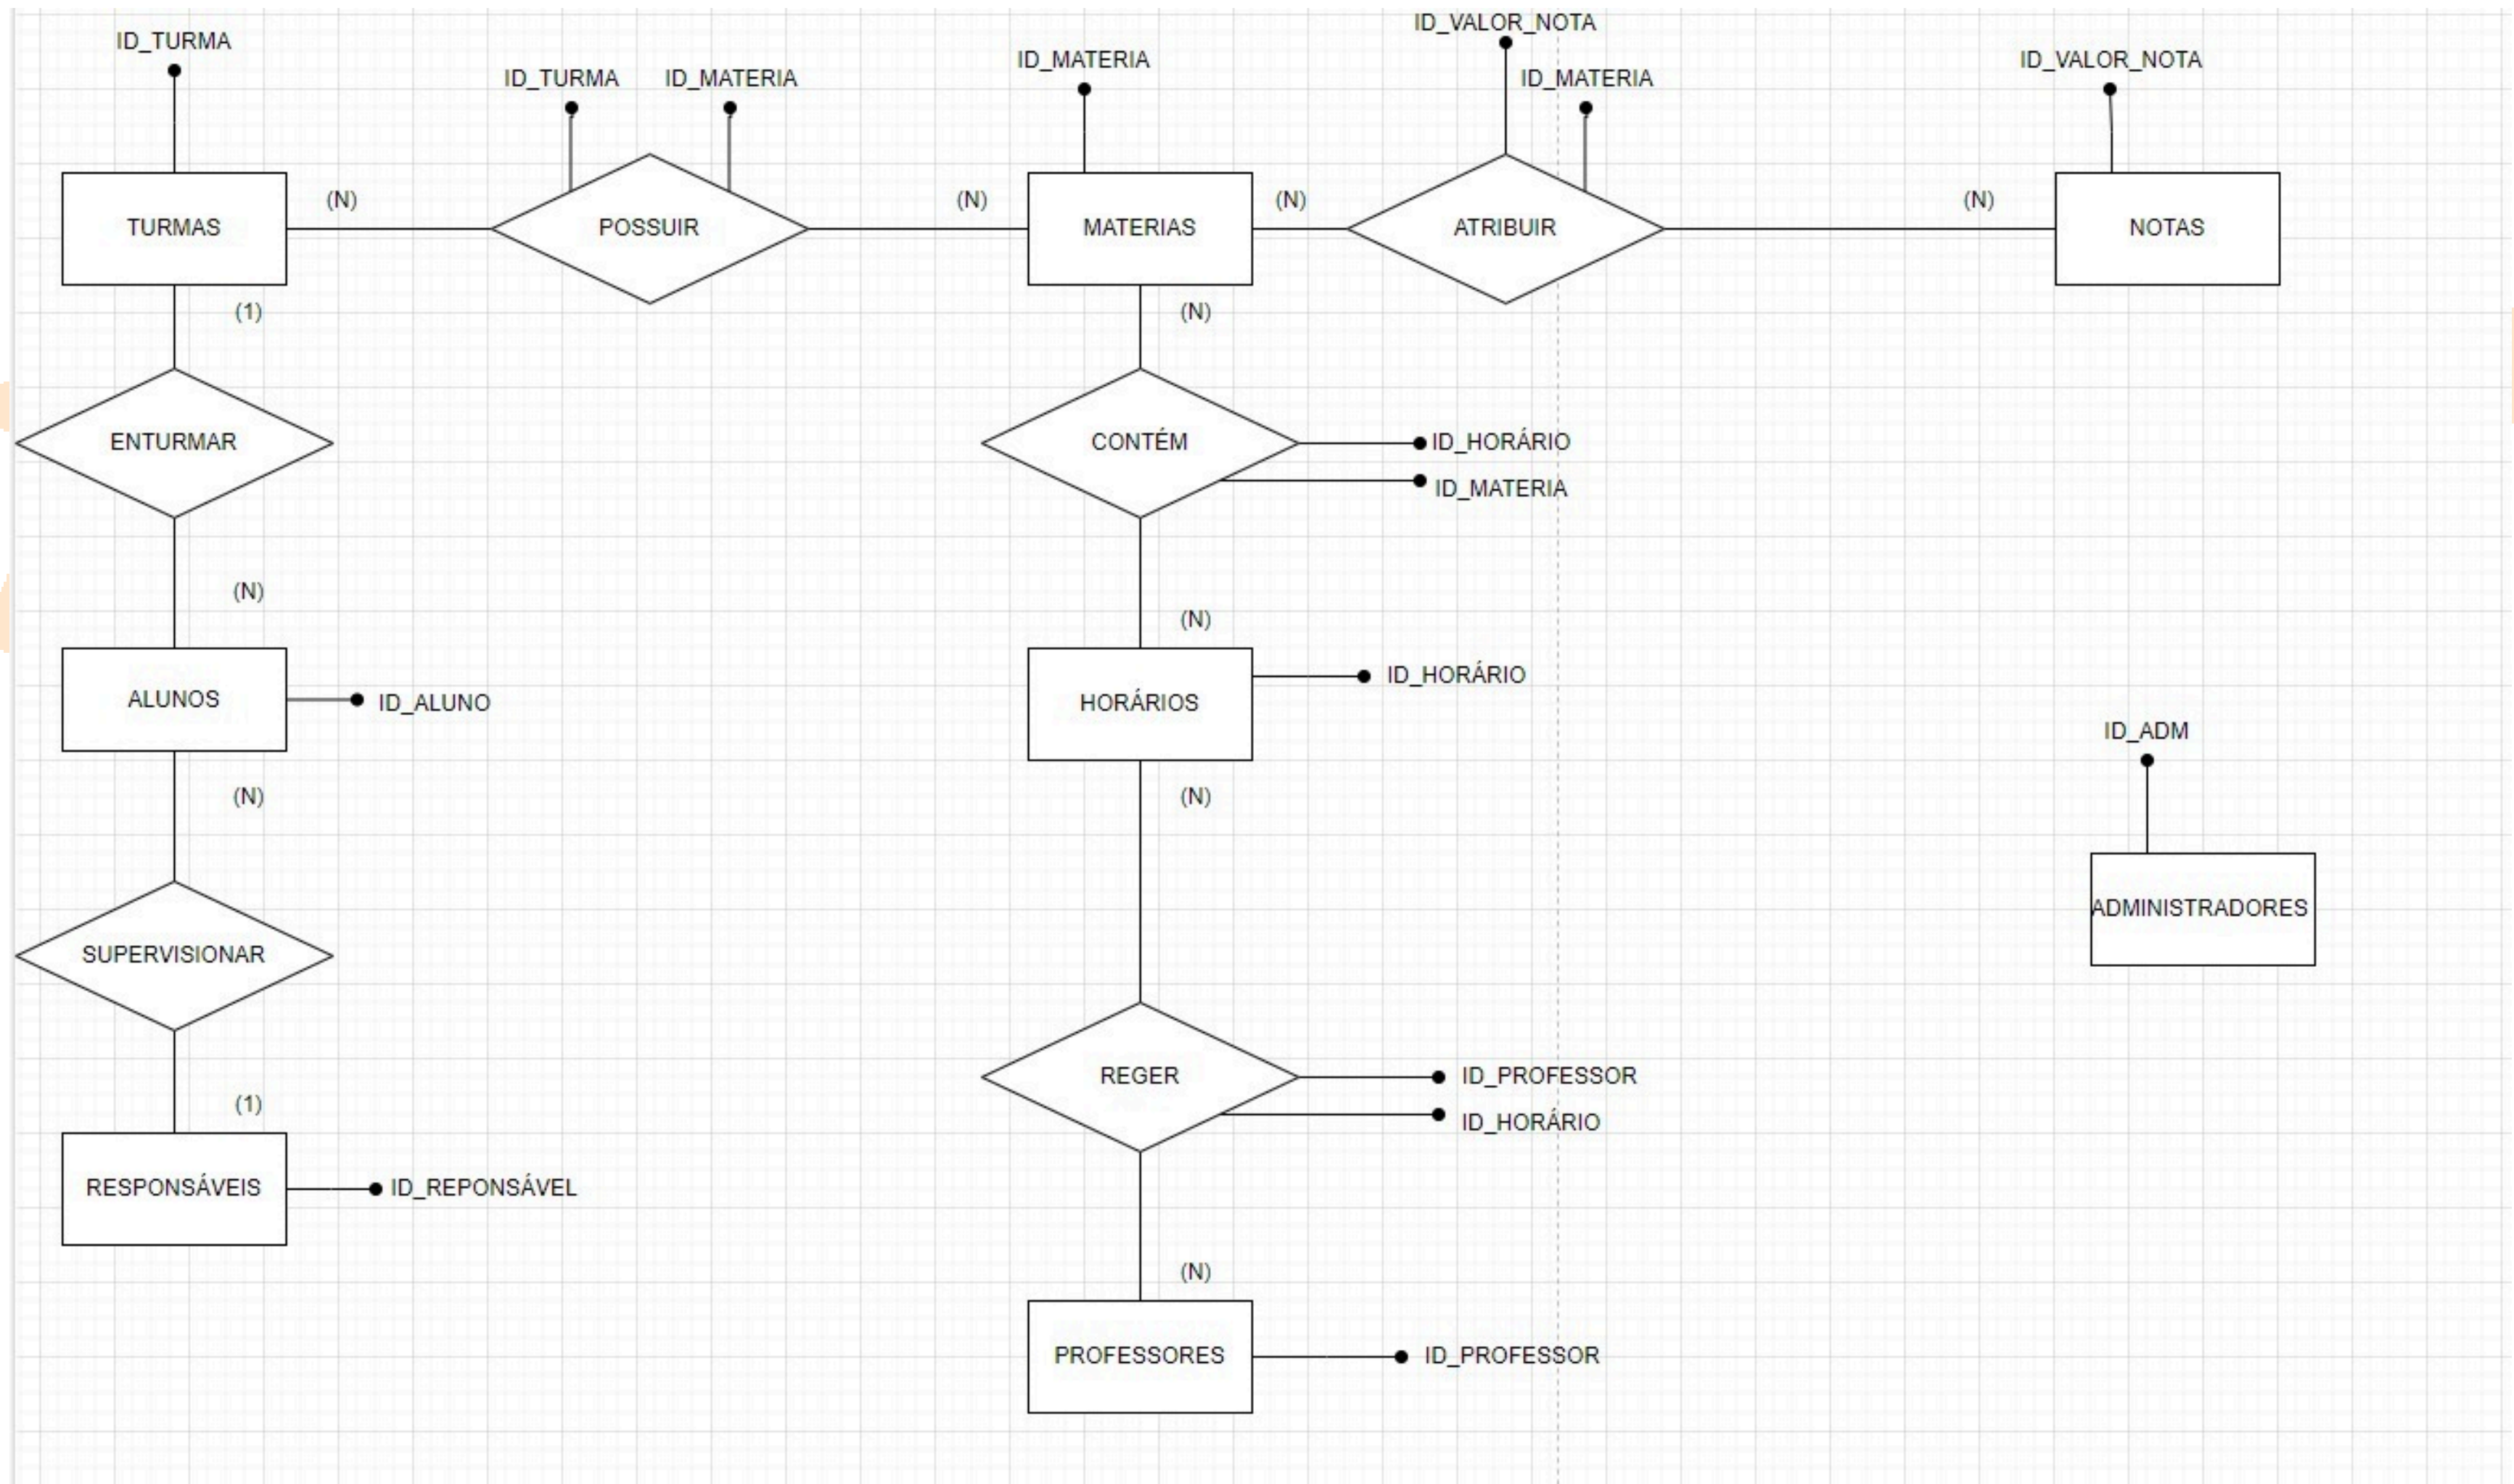 ID_VALOR_NOTA
ID_TURMA
ID_MATERIA
ID_VALOR_NOTA
ID_TURMA
ID_MATERIA
ID_MATERIA
(N)
(N)
(N)
(N)
TURMAS
POSSUIR
MATERIAS
ATRIBUIR
NOTAS
(1)
(N)
ENTURMAR
CONTÉM
ID_HORÁRIO
ID_MATERIA
(N)
(N)
ALUNOS
ID_ALUNO
HORÁRIOS
ID_HORÁRIO
ID_ADM
(N)
(N)
ADMINISTRADORES
SUPERVISIONAR
REGER
ID_PROFESSOR
(1)
ID_HORÁRIO
RESPONSÁVEIS
ID_REPONSÁVEL
(N)
PROFESSORES
ID_PROFESSOR